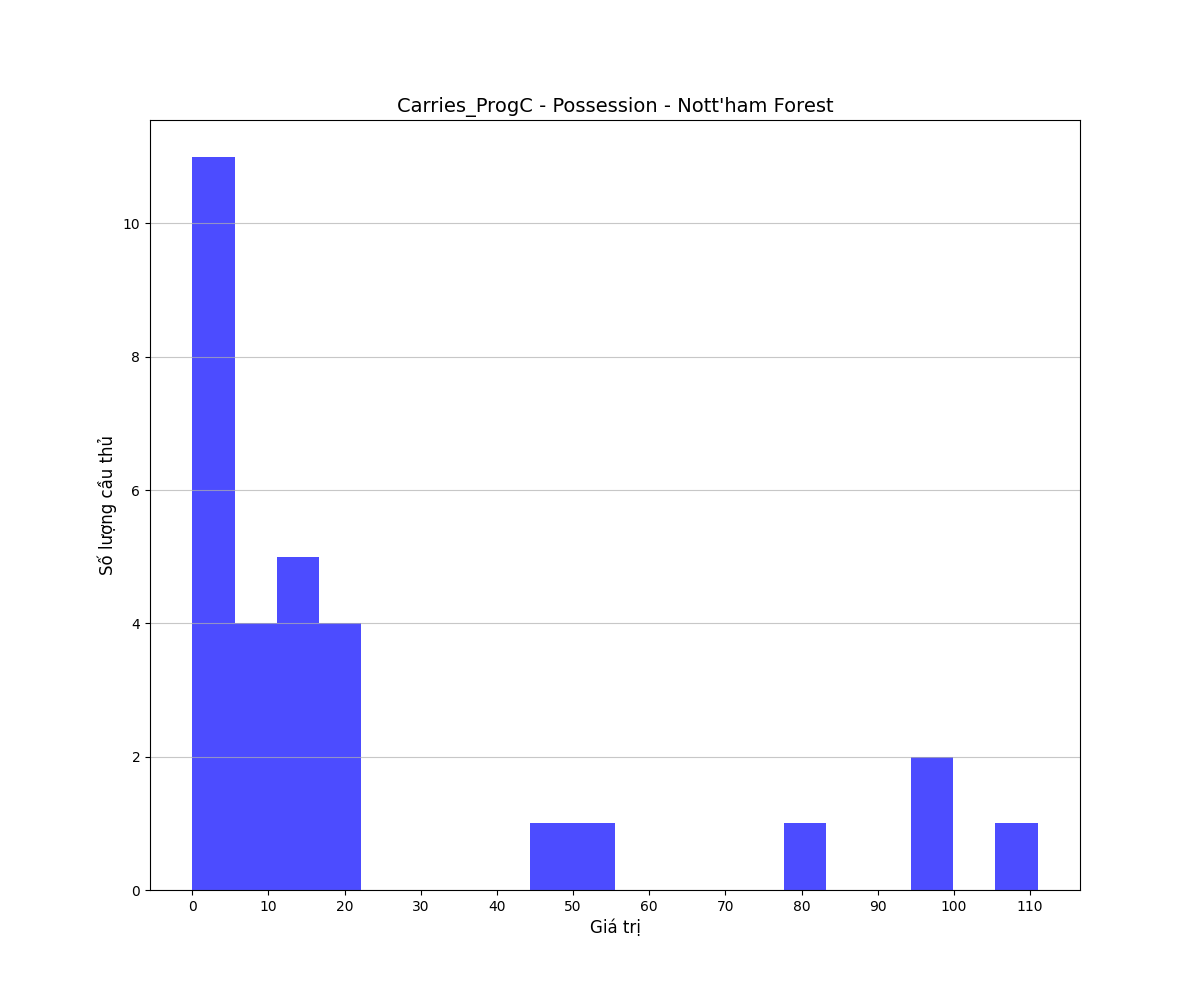 Carries_ProgC - Possession - Nott'ham Forest
Số lượng cầu thủ
10
8
6
4
2
0
0 10 20 30 40 50 60 70 80 90 100 110
Giá trị